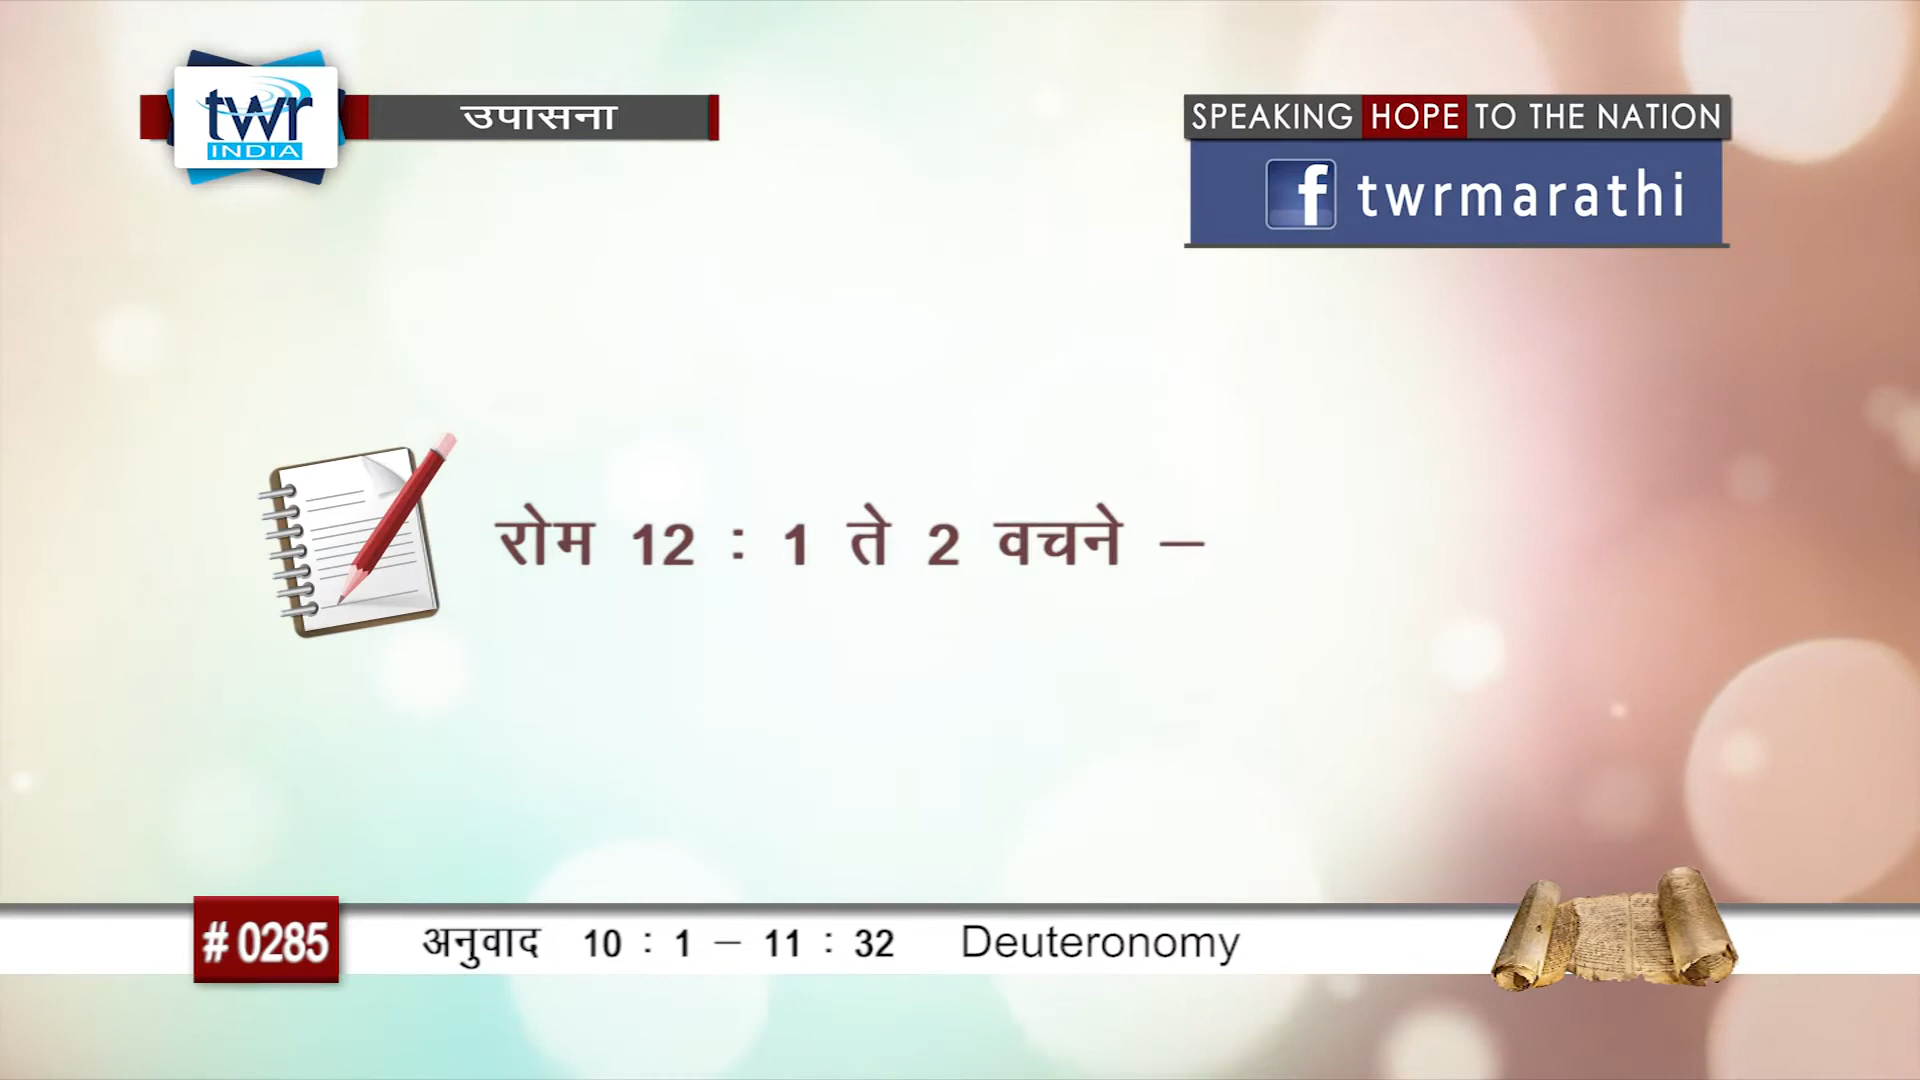 twr
INDIA
उपासना
SPEAKING HOPE TO THE NATION
f twrmarathi
रोम 12 : 1 ते 2 वचने –
# 0285
अनुवाद 10 : 1 – 11 : 32 Deuteronomy